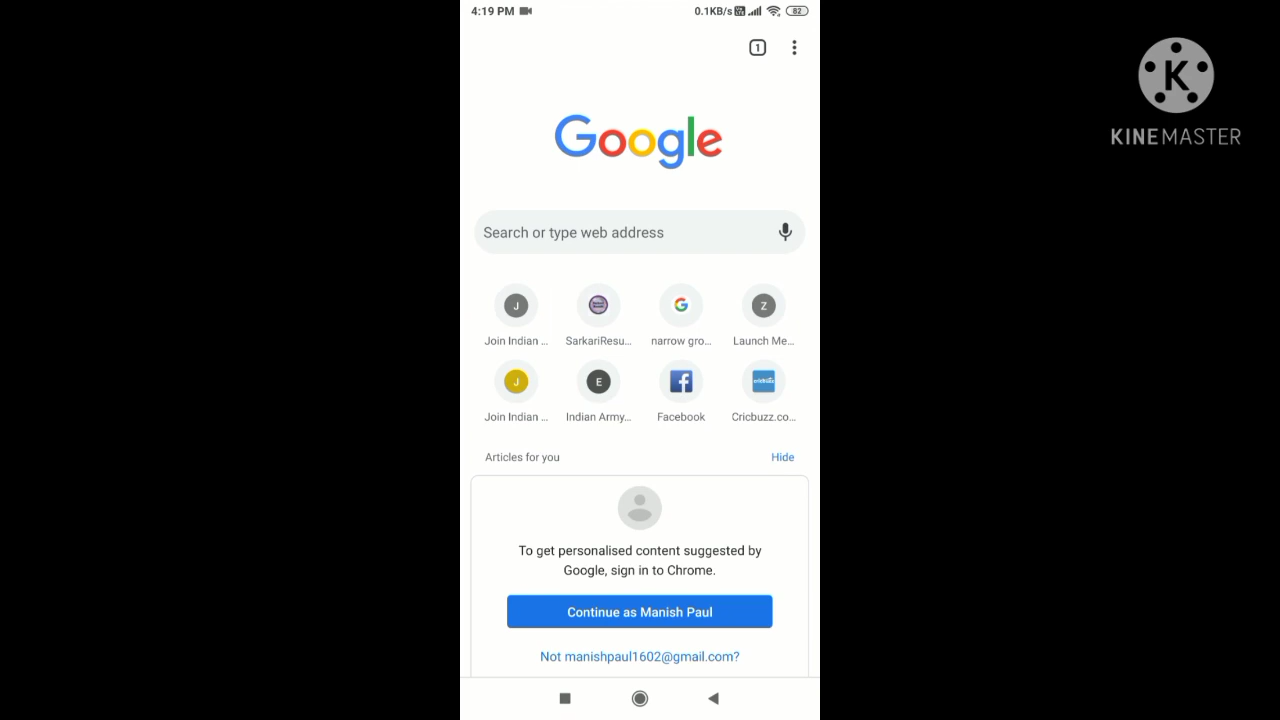 4:19 PM
0.1KB/s
82
1
KINEMASTER
Google
Search or type web address
J
Z
Join Indian ...
SarkariResu...
narrow gro...
Launch Me...
J
E
cricbuzz
Join Indian ...
Indian Army...
Facebook
Cricbuzz.co...
Articles for you
Hide
To get personalised content suggested by
Google, sign in to Chrome.
Continue as Manish Paul
Not manishpaul1602@gmail.com?